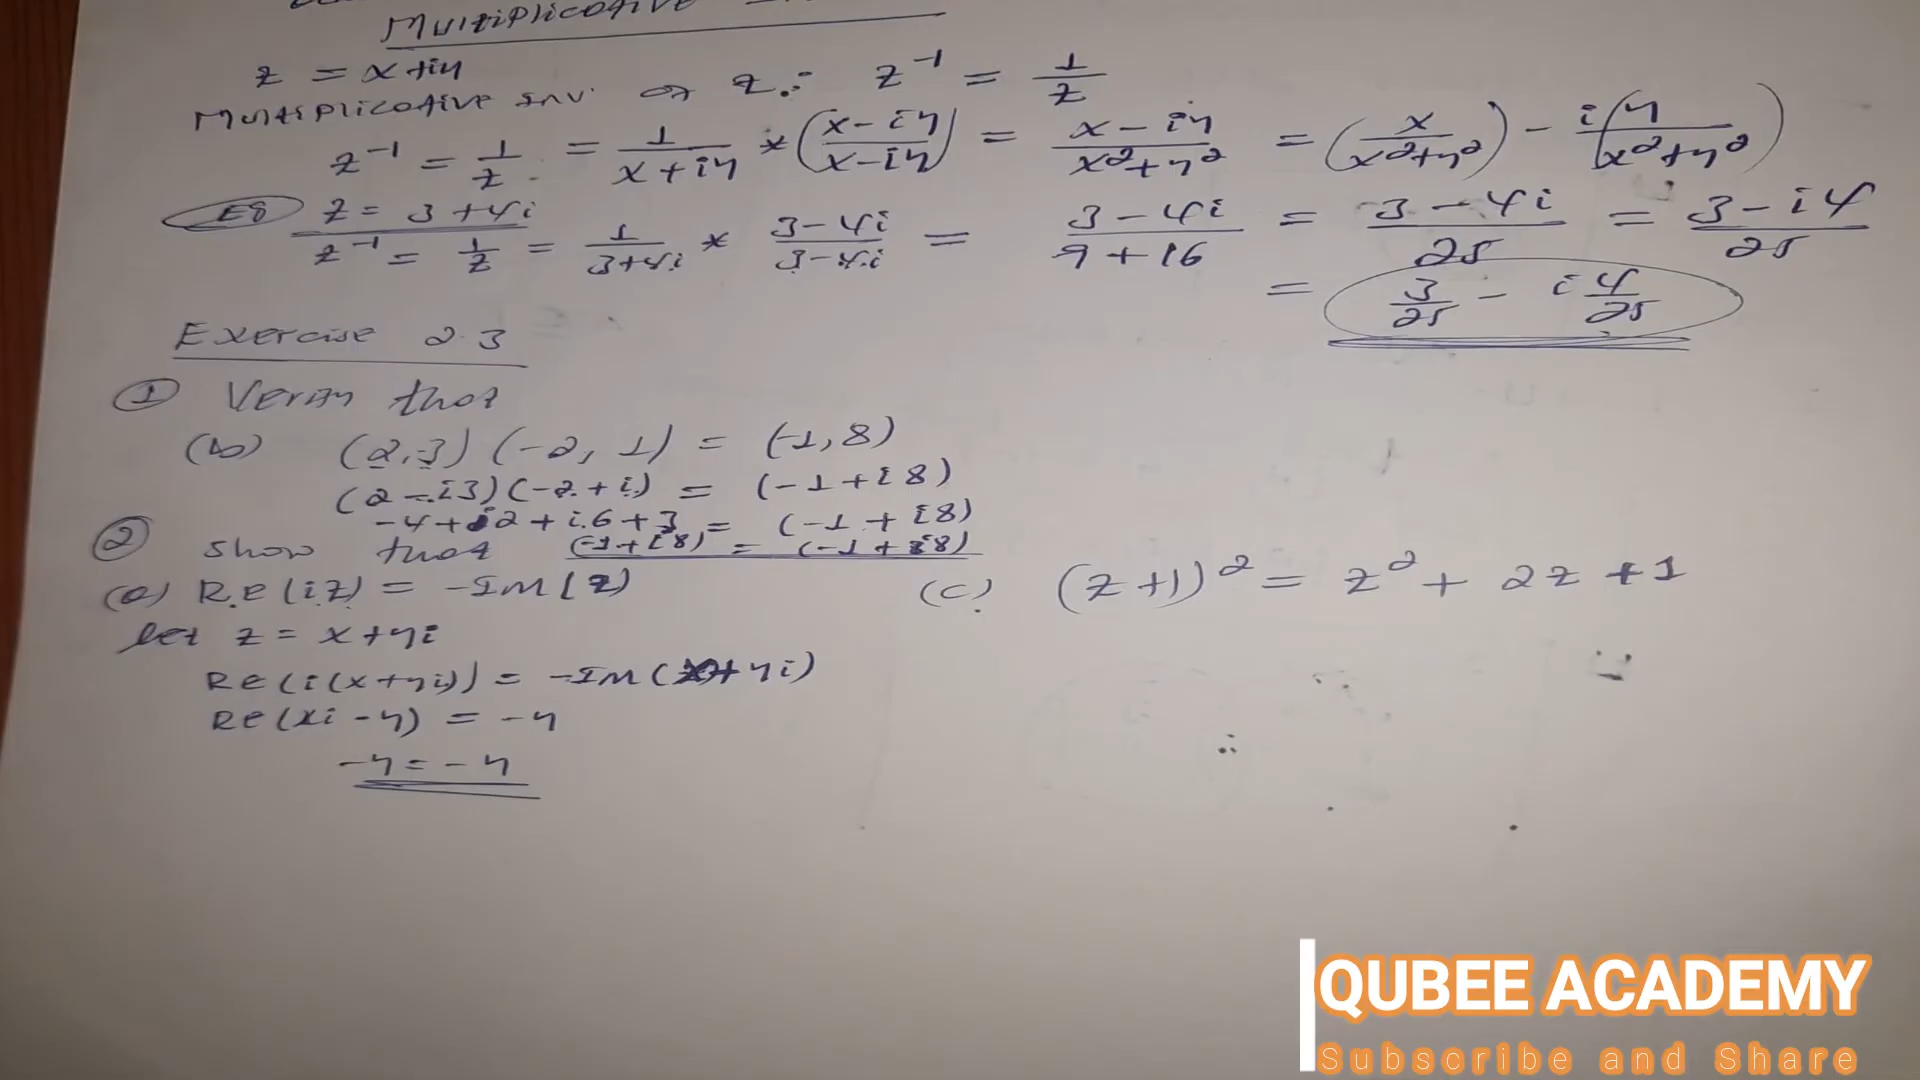 Multiplicative
z = x+iy
Multiplicative inv. of z: z⁻¹ = 1/z
z⁻¹ = 1/z = 1/(x+iy) * ((x-iy)/(x-iy)) = (x-iy)/(x²+y²) = (x/(x²+y²)) - i(y/(x²+y²))
Eg z = 3+4i
z⁻¹ = 1/z = 1/(3+4i) * (3-4i)/(3-4i) = (3-4i)/(9+16) = (3-4i)/25 = (3-i4)/25
= 3/25 - i 4/25
Exercise 2.3
① Verify that
(b) (2,3)(-2, 1) = (-1,8)
(2-i3)(-2+i) = (-1+i8)
-4+i2+i.6+3 = (-1+i8)
② show that (-1+i8) = (-1+i8)
(a) Re(iz) = -Im(z) (c) (z+1)² = z² + 2z +1
let z = x+yi
Re(i(x+yi)) = -Im(x+yi)
Re(xi-y) = -y
-y = -y
QUBEE ACADEMY
Subscribe and Share